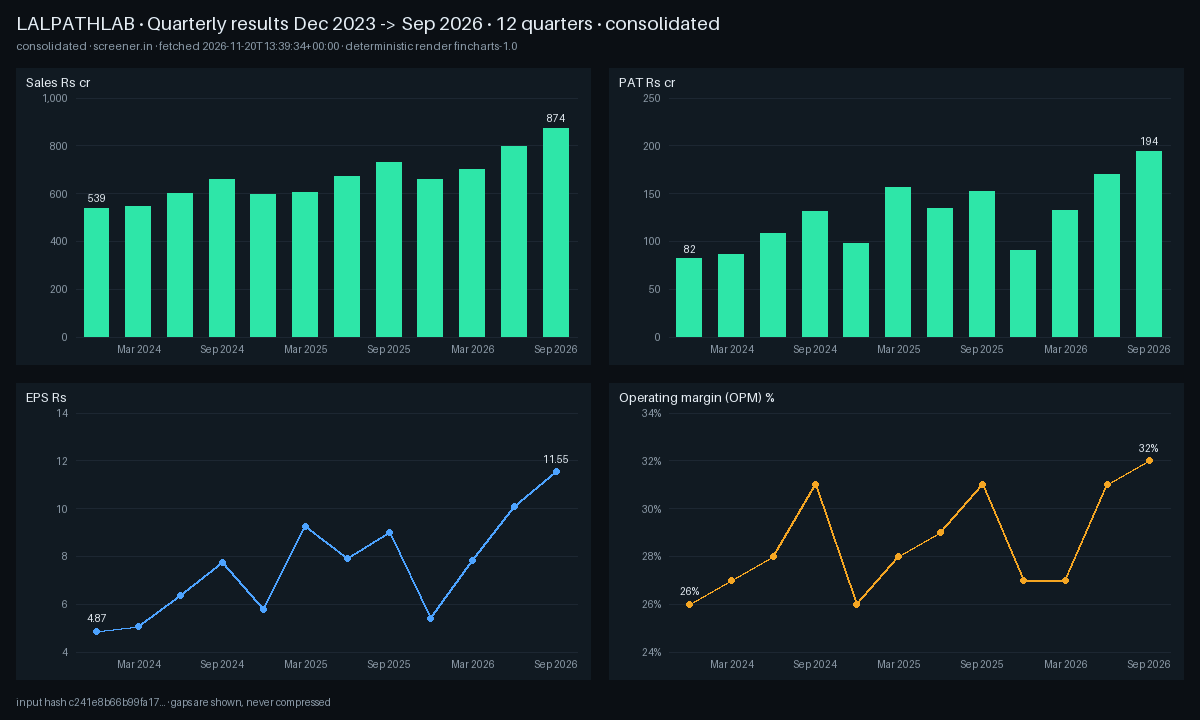 LALPATHLAB · Quarterly results Dec 2023 -> Sep 2026 · 12 quarters · consolidated
consolidated · screener.in · fetched 2026-11-20T13:39:34+00:00 · deterministic render fincharts-1.0
Sales Rs cr
1,000
800
600
400
200
0
539
874
Mar 2024 Sep 2024 Mar 2025 Sep 2025 Mar 2026 Sep 2026
PAT Rs cr
250
200
150
100
50
0
82
194
Mar 2024 Sep 2024 Mar 2025 Sep 2025 Mar 2026 Sep 2026
EPS Rs
14
12
10
8
6
4
4.87
11.55
Mar 2024 Sep 2024 Mar 2025 Sep 2025 Mar 2026 Sep 2026
Operating margin (OPM) %
34%
32%
30%
28%
26%
24%
26%
32%
Mar 2024 Sep 2024 Mar 2025 Sep 2025 Mar 2026 Sep 2026
input hash c241e8b66b99fa17… · gaps are shown, never compressed